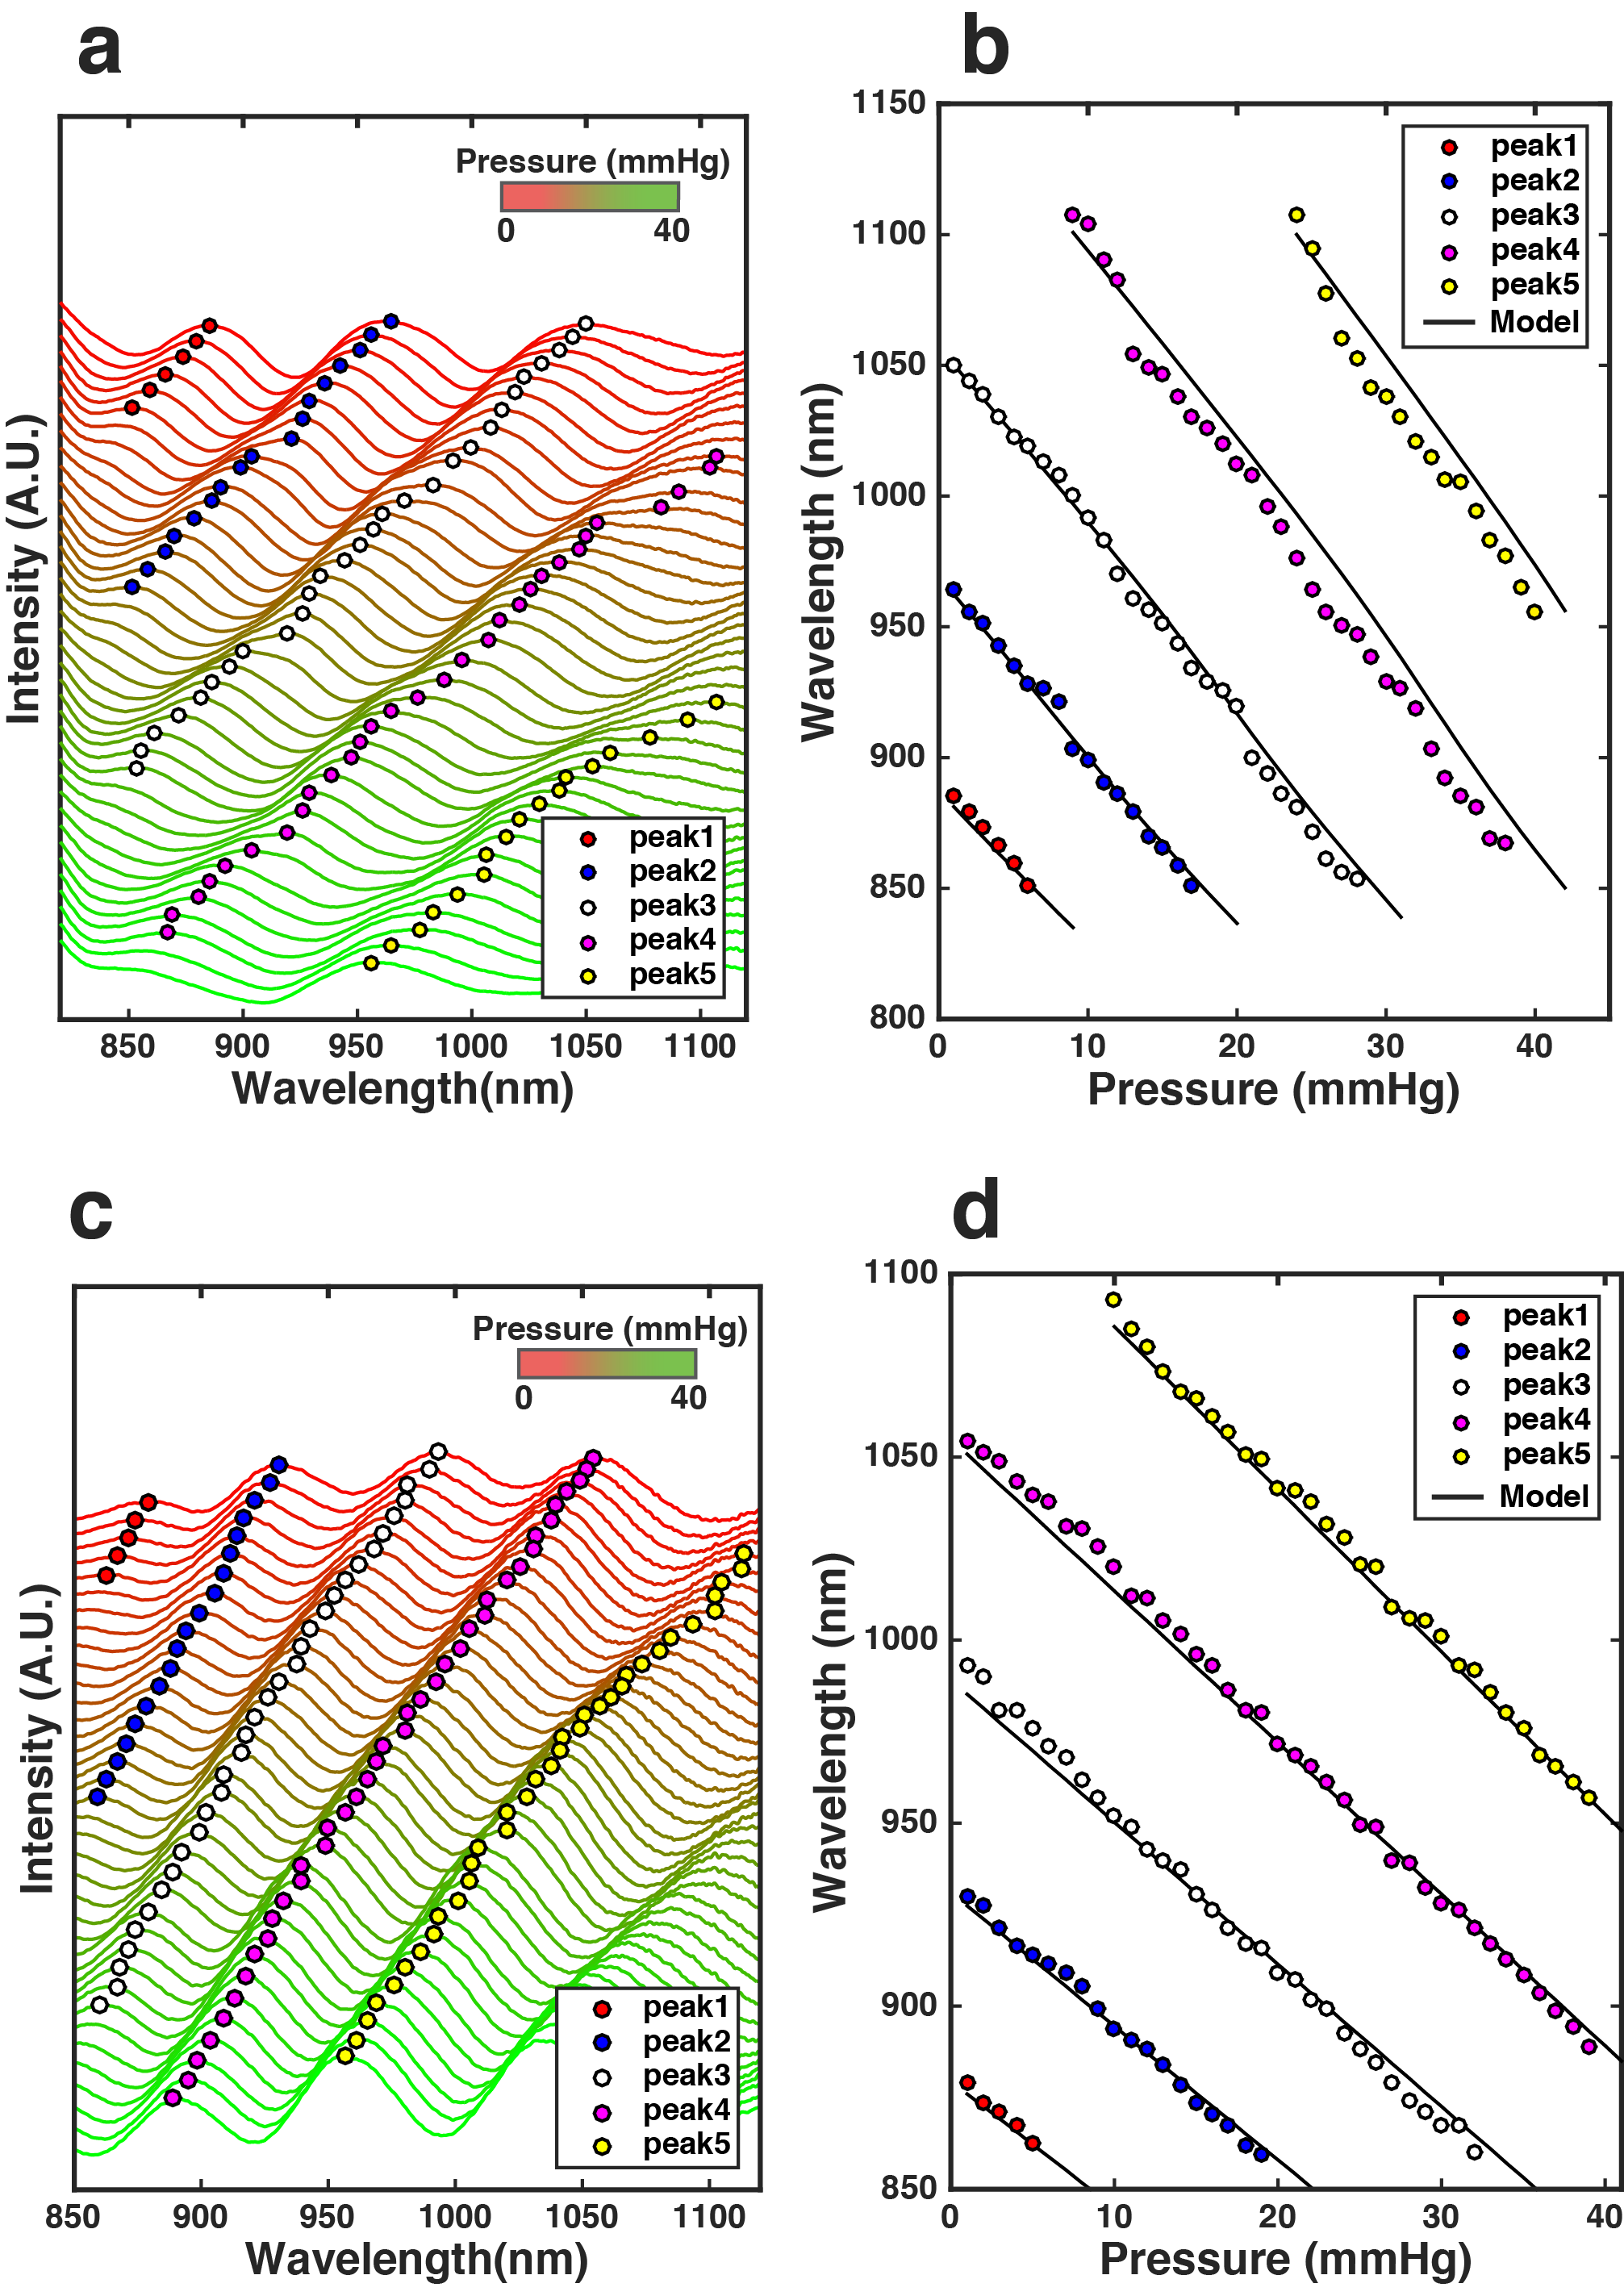 a
Pressure (mmHg)
0 40
Intensity (A.U.)
peak1
peak2
peak3
peak4
peak5
850 900 950 1000 1050 1100
Wavelength(nm)
b
1150
1100
1050
1000
950
900
850
800
Wavelength (nm)
peak1
peak2
peak3
peak4
peak5
Model
0 10 20 30 40
Pressure (mmHg)
c
Pressure (mmHg)
0 40
Intensity (A.U.)
peak1
peak2
peak3
peak4
peak5
850 900 950 1000 1050 1100
Wavelength(nm)
d
1100
1050
1000
950
900
850
Wavelength (nm)
peak1
peak2
peak3
peak4
peak5
Model
0 10 20 30 40
Pressure (mmHg)